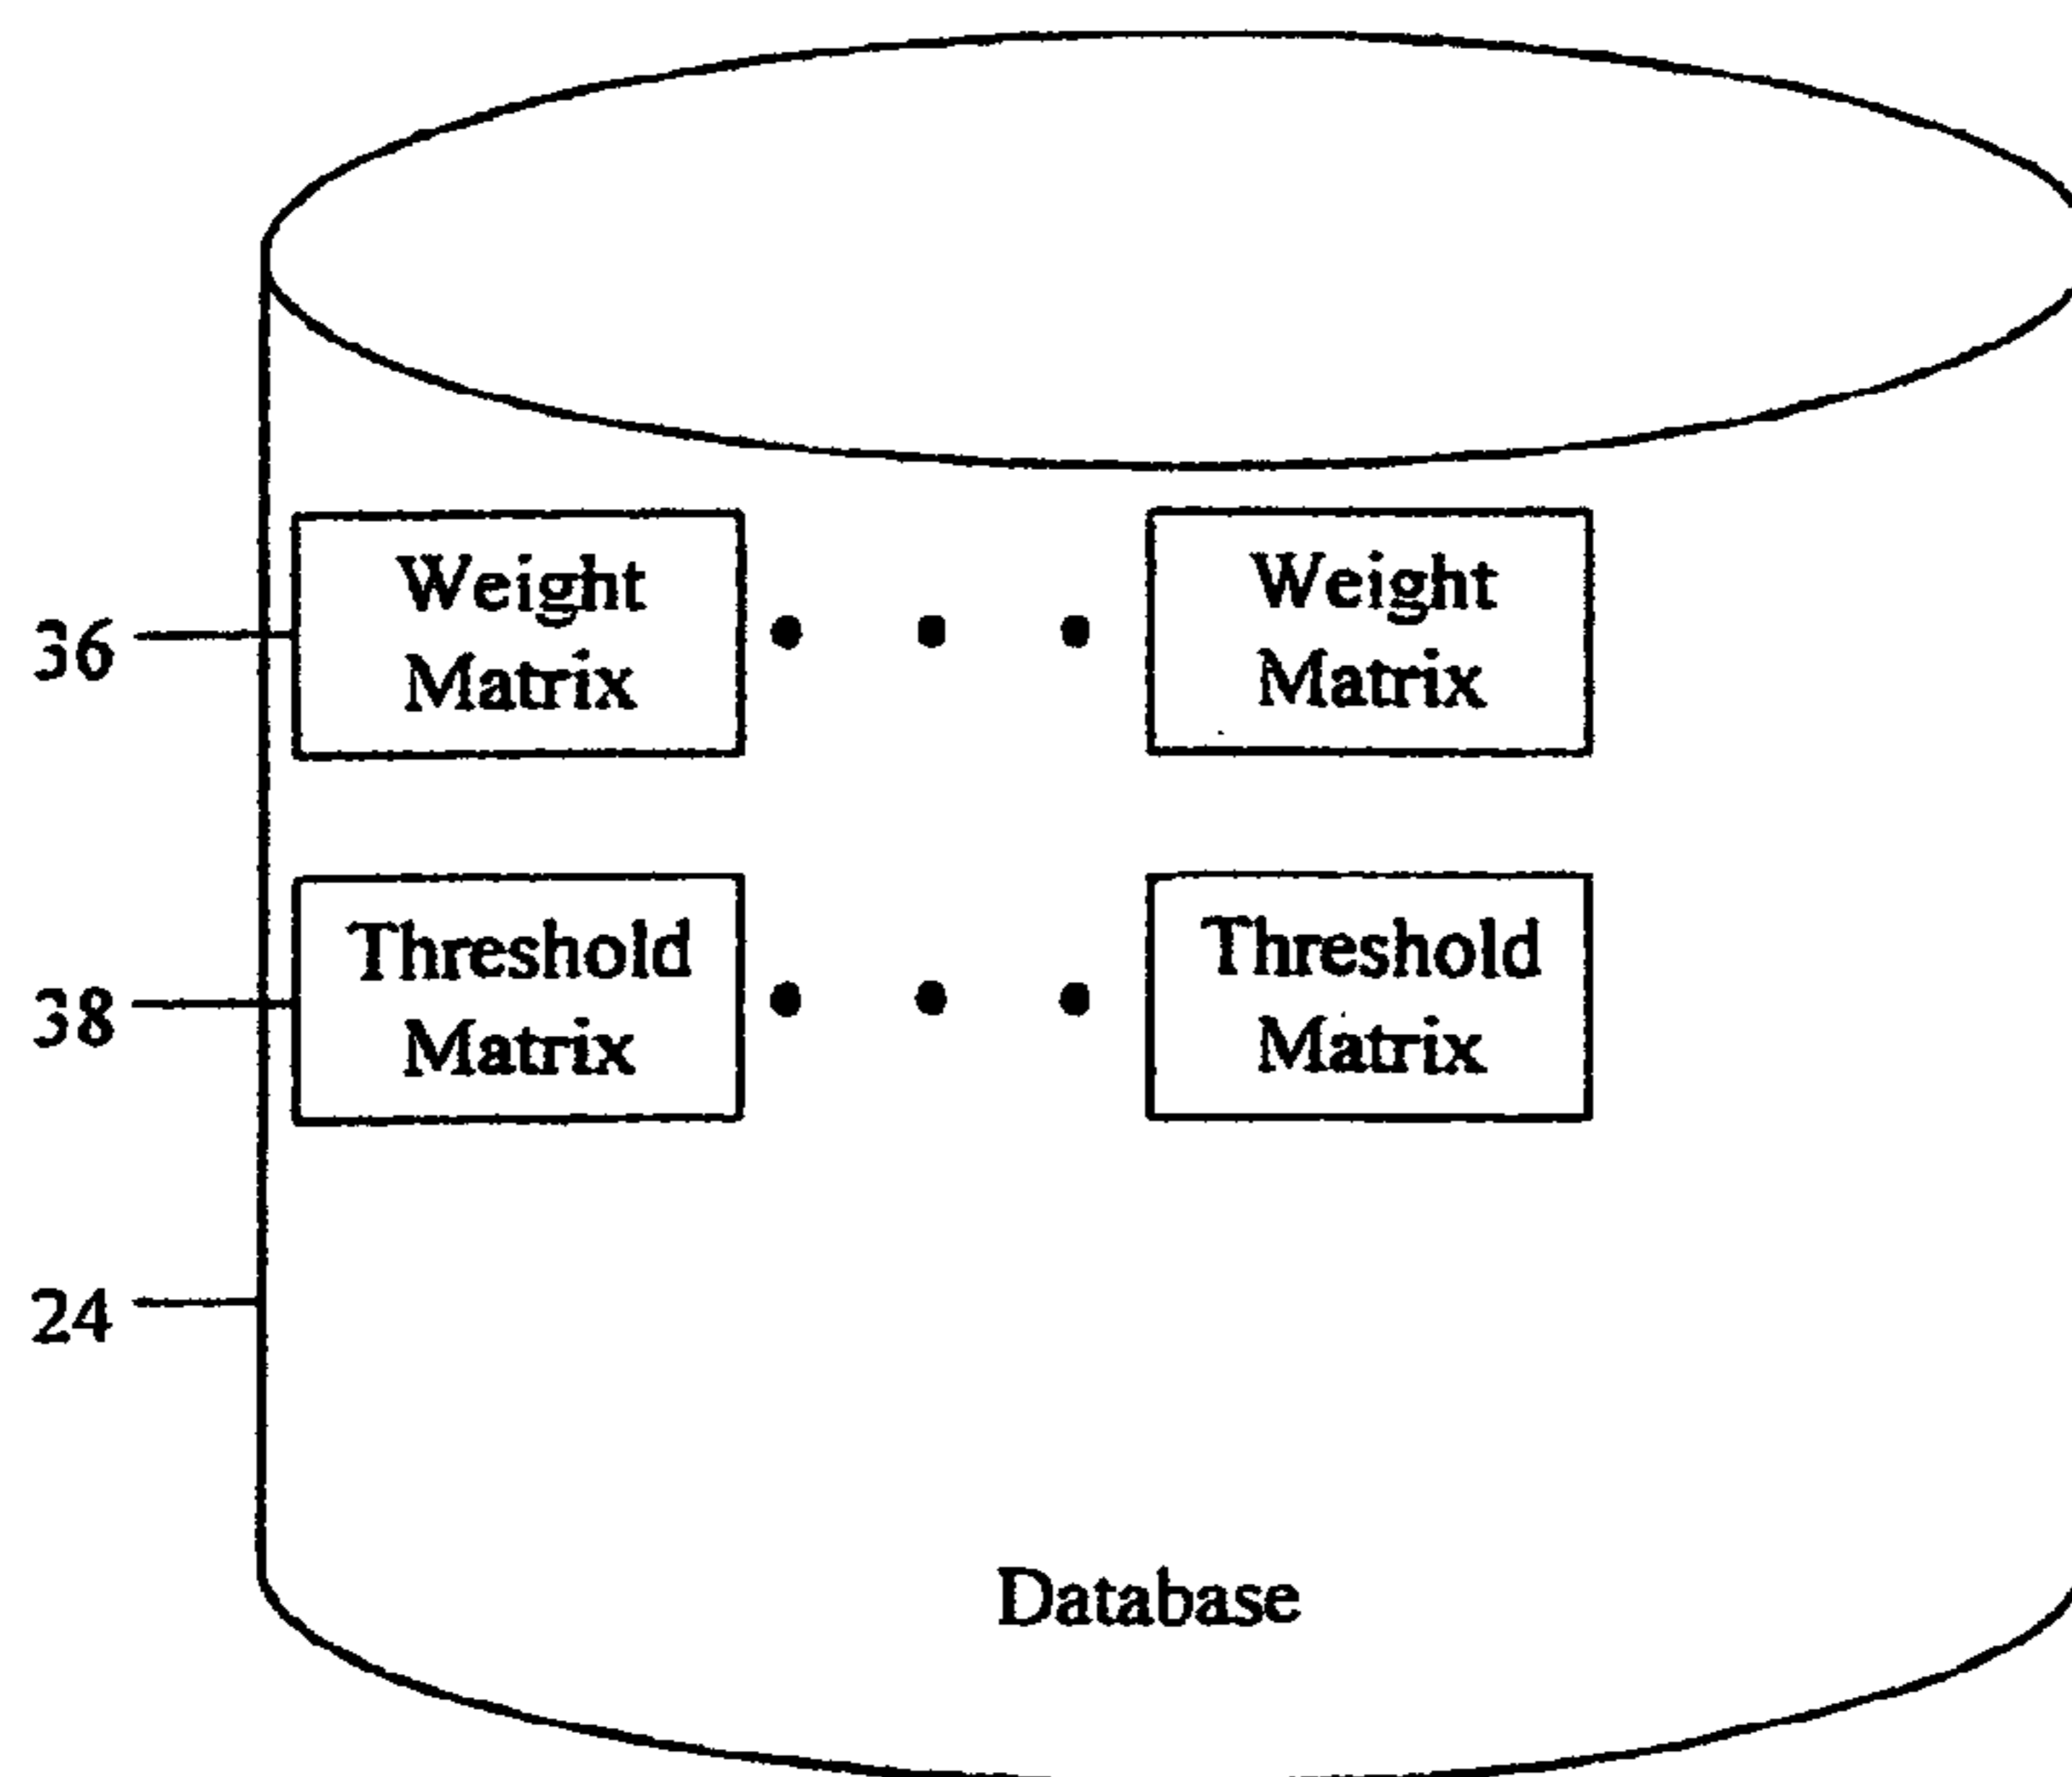 Weight Matrix
Weight Matrix
36
Threshold Matrix
Threshold Matrix
38
24
Database